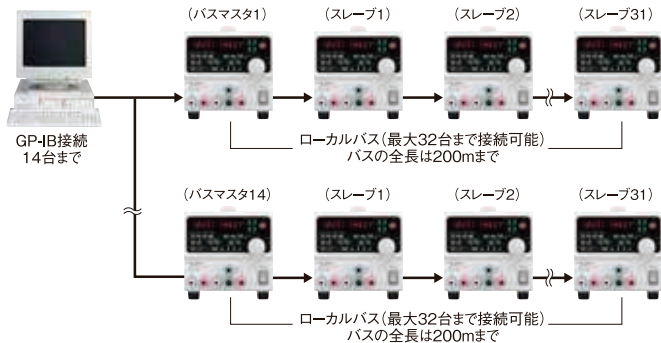 (バスマスタ1)
(スレーブ1)
(スレーブ2)
(スレーブ31)
GP-IB接続
14台まで
ローカルバス(最大32台まで接続可能)
バスの全長は200mまで
(バスマスタ14)
(スレーブ1)
(スレーブ2)
(スレーブ31)
ローカルバス(最大32台まで接続可能)
バスの全長は200mまで